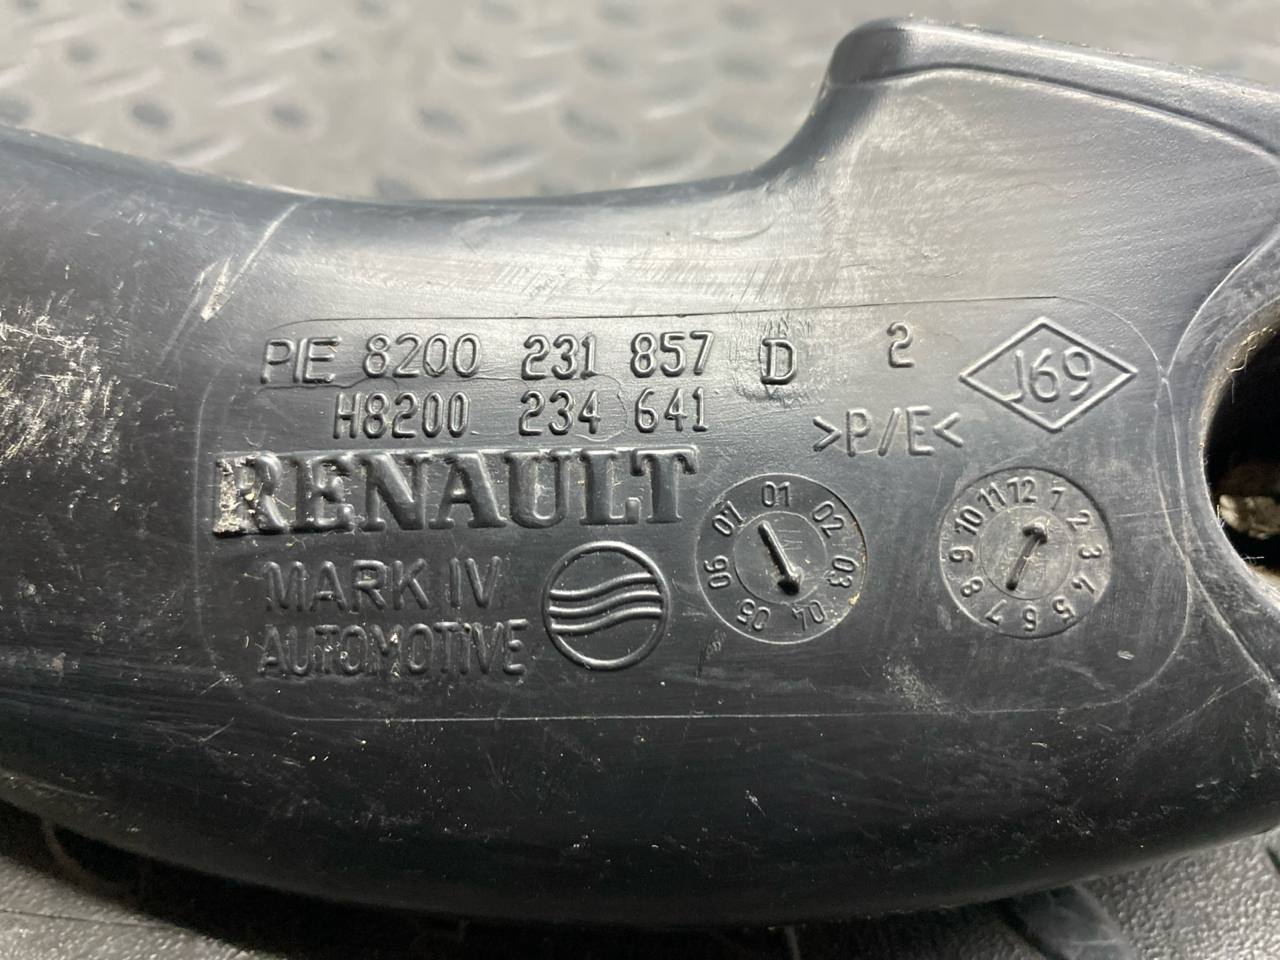 PIE 8200 231 857 D 2
H8200 234 641
>P/E<
J69
RENAULT
MARK IV
AUTOMOTIVE
01 02 03 04 05 06 07
1 2 3 4 5 6 7 8 9 10 11 12